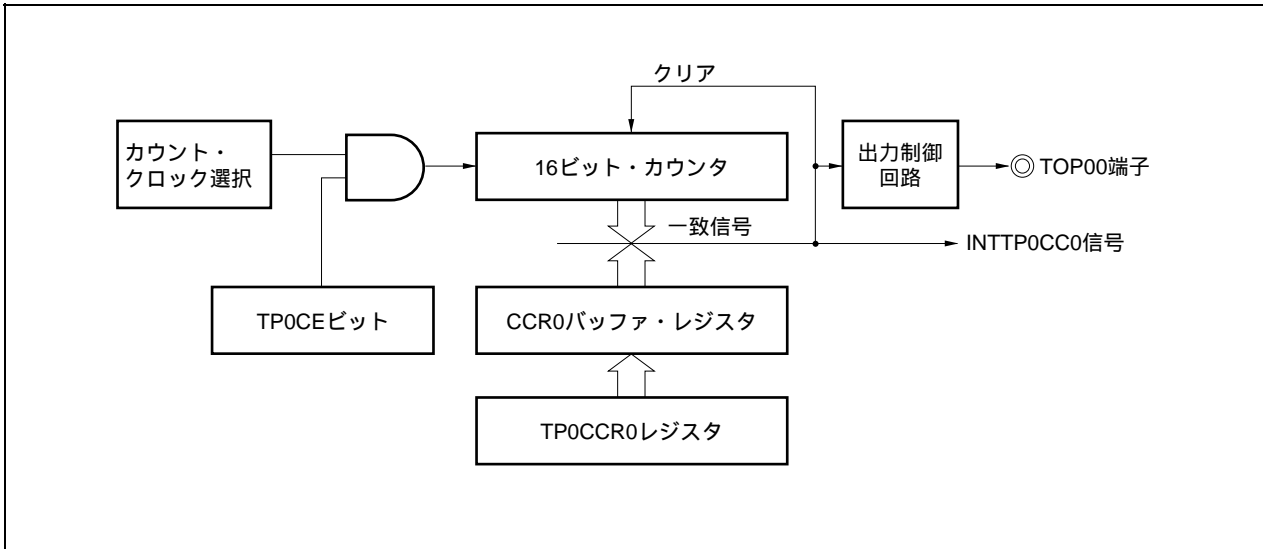 クリア
カウント・
クロック選択
16ビット・カウンタ
出力制御
回路
TOP00端子
一致信号
INTTP0CC0信号
TP0CEビット
CCR0バッファ・レジスタ
TP0CCR0レジスタ